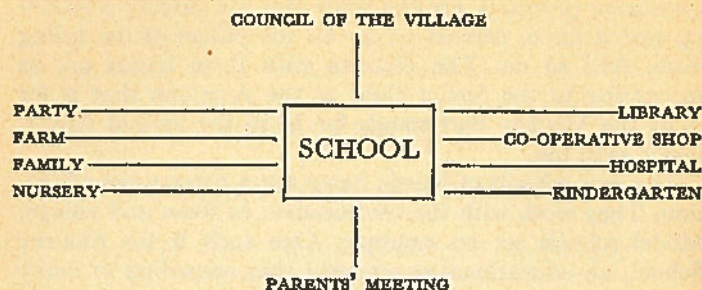 COUNCIL OF THE VILLAGE
PARTY LIBRARY
FARM CO-OPERATIVE SHOP
SCHOOL
FAMILY HOSPITAL
NURSERY KINDERGARTEN
PARENTS' MEETING